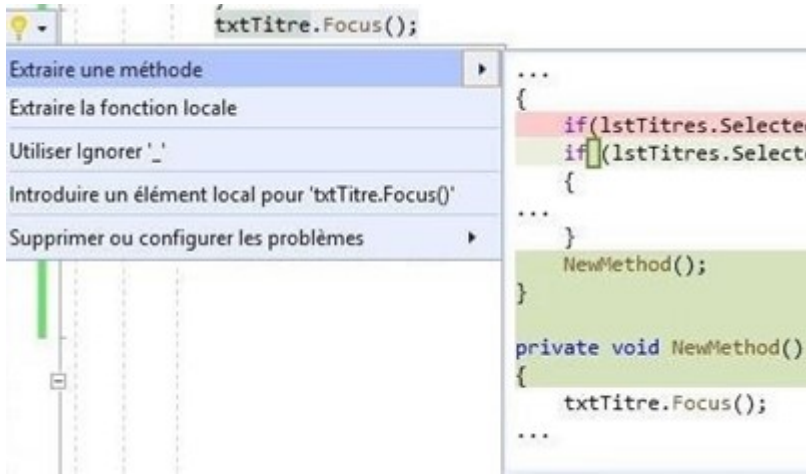 txtTitre.Focus();
Extraire une méthode
Extraire la fonction locale
Utiliser Ignorer '_'
Introduire un élément local pour 'txtTitre.Focus()'
Supprimer ou configurer les problèmes
...
{
if(lstTitres.Selecte
if (lstTitres.Select
{
...
}
NewMethod();
}
private void NewMethod()
{
txtTitre.Focus();
...